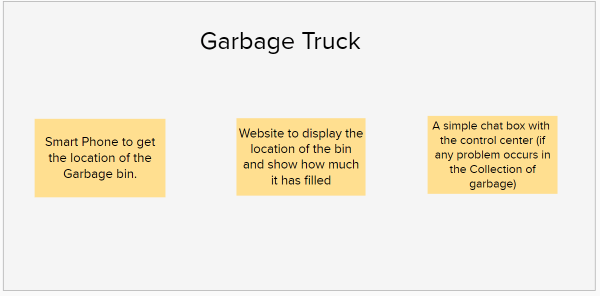 Garbage Truck
Smart Phone to get
the location of the
Garbage bin.
Website to display the
location of the bin
and show how much
it has filled
A simple chat box with
the control center (if
any problem occurs in
the Collection of
garbage)